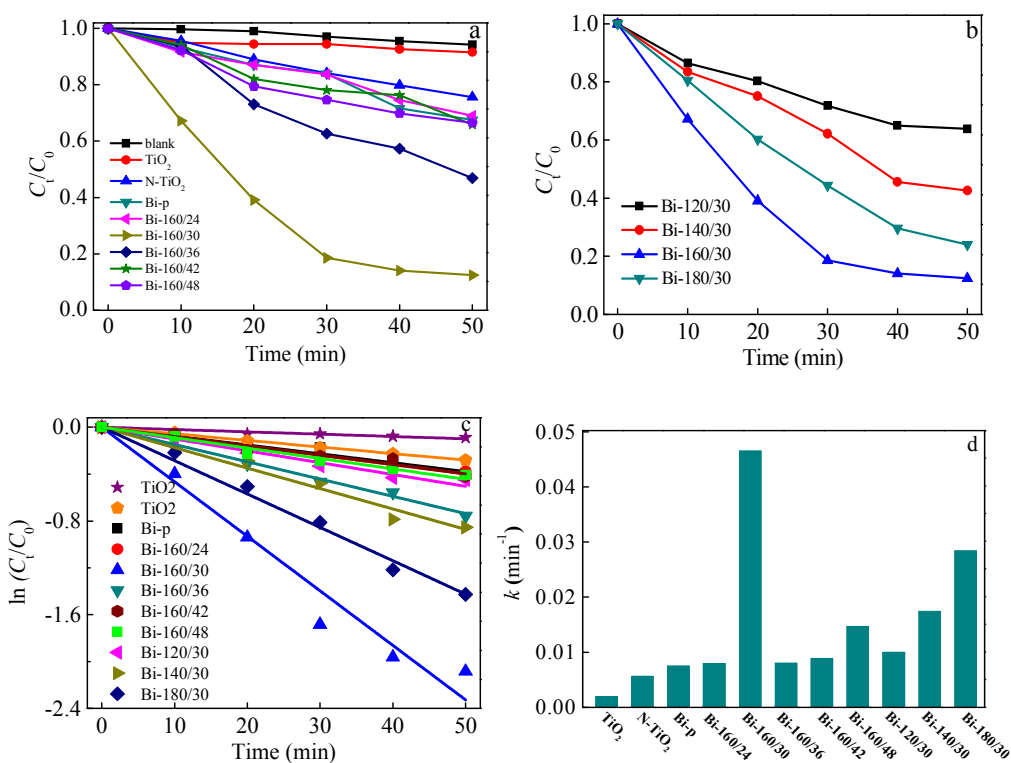 a
1.0
0.8
0.6
0.4
0.2
0.0
Cₜ/C₀
blank
TiO₂
N-TiO₂
Bi-p
Bi-160/24
Bi-160/30
Bi-160/36
Bi-160/42
Bi-160/48
0 10 20 30 40 50
Time (min)
b
1.0
0.8
0.6
0.4
0.2
0.0
Cₜ/C₀
Bi-120/30
Bi-140/30
Bi-160/30
Bi-180/30
0 10 20 30 40 50
Time (min)
c
0.0
-0.8
-1.6
-2.4
ln (Cₜ/C₀)
TiO2
TiO2
Bi-p
Bi-160/24
Bi-160/30
Bi-160/36
Bi-160/42
Bi-160/48
Bi-120/30
Bi-140/30
Bi-180/30
0 10 20 30 40 50
Time (min)
d
0.05
0.04
0.03
0.02
0.01
0.00
k (min⁻¹)
TiO₂
N-TiO₂
Bi-p
Bi-160/24
Bi-160/30
Bi-160/36
Bi-160/42
Bi-160/48
Bi-120/30
Bi-140/30
Bi-180/30